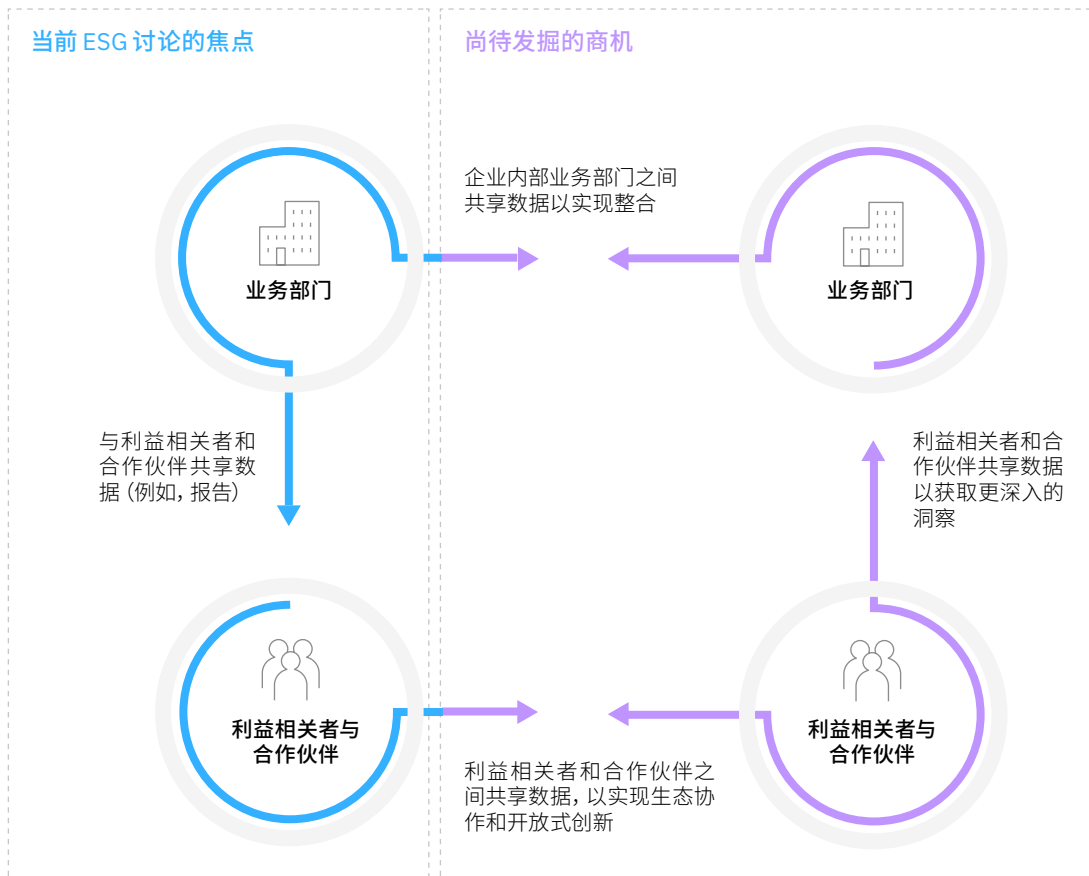 当前 ESG 讨论的焦点
尚待发掘的商机
企业内部业务部门之间
共享数据以实现整合
业务部门
业务部门
与利益相关者和
合作伙伴共享数
据（例如，报告）
利益相关者和合
作伙伴共享数据
以获取更深入的
洞察
利益相关者与
合作伙伴
利益相关者与
合作伙伴
利益相关者和合作伙伴之
间共享数据，以实现生态协
作和开放式创新